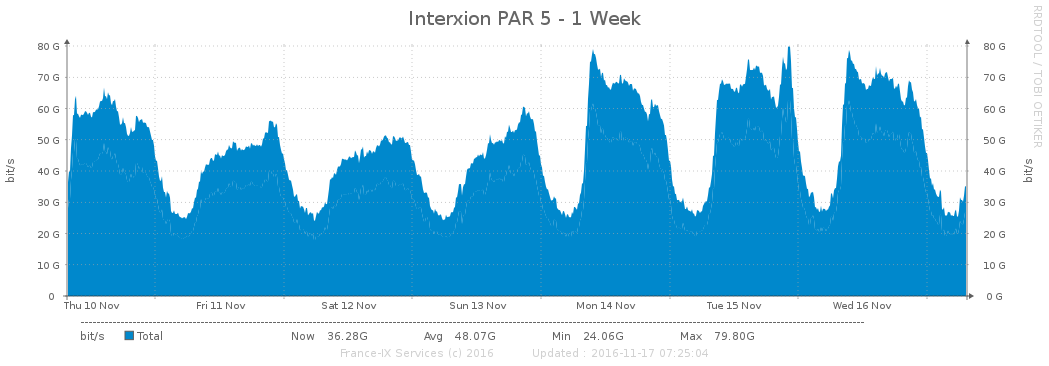 Interxion PAR 5 - 1 Week
RRDTOOL / TOBI OETIKER
bit/s
80 G
70 G
60 G
50 G
40 G
30 G
20 G
10 G
0
80 G
70 G
60 G
50 G
40 G
30 G
20 G
10 G
0 G
bit/s
Thu 10 Nov Fri 11 Nov Sat 12 Nov Sun 13 Nov Mon 14 Nov Tue 15 Nov Wed 16 Nov
bit/s Total Now 36.28G Avg 48.07G Min 24.06G Max 79.80G
France-IX Services (c) 2016 Updated : 2016-11-17 07:25:04